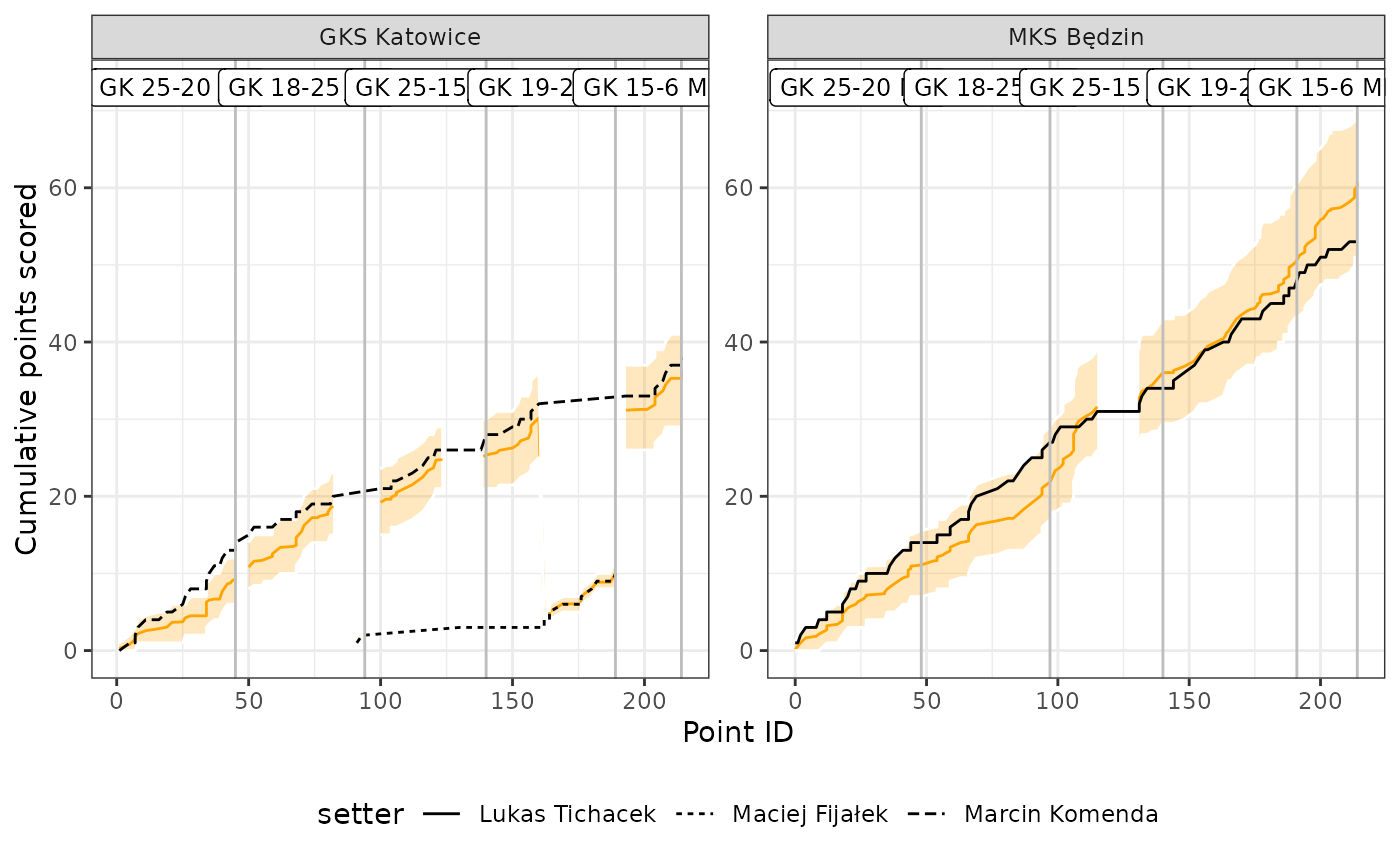 GKS Katowice
MKS Będzin
GK 25-20 GK 18-25 GK 25-15 GK 19-2 GK 15-6 M
GK 25-20 GK 18-25 GK 25-15 GK 19-2 GK 15-6 M
Cumulative points scored
60
40
20
0
60
40
20
0
0 50 100 150 200
0 50 100 150 200
Point ID
setter Lukas Tichacek Maciej Fijałek Marcin Komenda